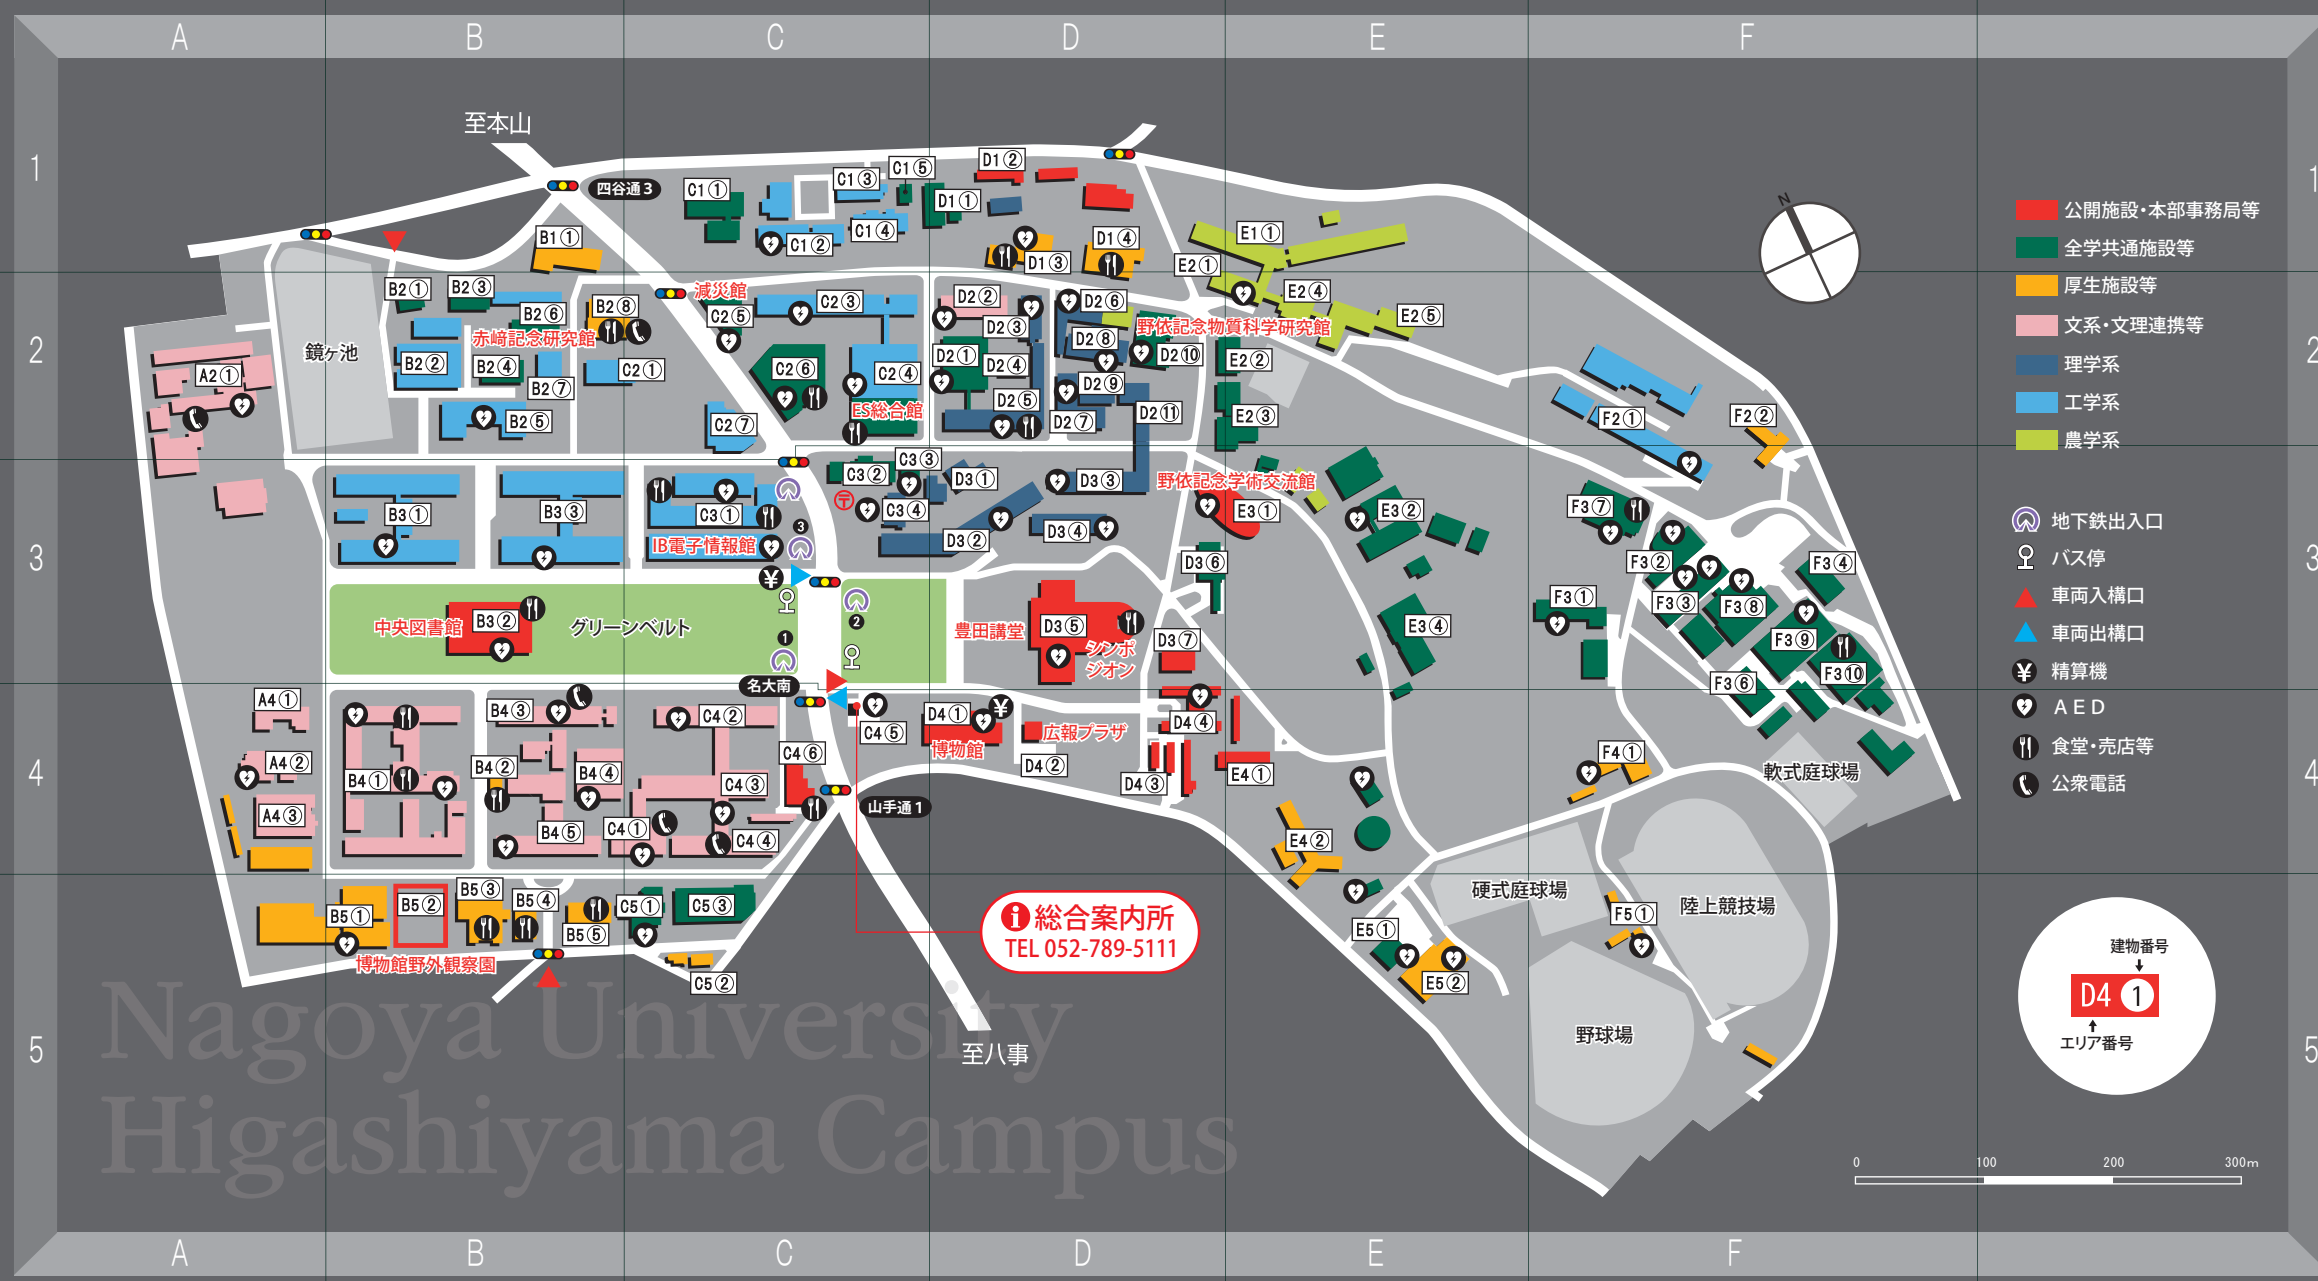 A B C D E F
1 1
至本山
四谷通3
C1① C1③ C1⑤ D1② D1①
B1① C1② C1④ D1③ D1④ E1①
N
公開施設・本部事務局等
全学共通施設等
厚生施設等
文系・文理連携等
理学系
工学系
農学系
2 2
B2① B2③ B2⑥ B2⑧ 減災館 C2⑤ C2③ D2② D2③ D2⑥ E2① E2④ E2⑤
鏡ヶ池
赤﨑記念研究館
野依記念物質科学研究館
A2① B2② B2④ B2⑦ C2① C2⑥ C2④ D2① D2④ D2⑧ D2⑨ D2⑩ E2②
B2⑤ C2⑦ ES総合館 D2⑤ D2⑦ D2⑪ E2③ F2① F2②
3 3
B3① B3③ C3① C3② C3③ C3④ D3① D3② D3③ D3④
〒
野依記念学術交流館
E3① E3② F3⑦
IB電子情報館
3
¥
D3⑥ F3② F3④ F3① F3③ F3⑧ F3⑨ F3⑩ F3⑥
中央図書館
B3②
グリーンベルト
1
2
豊田講堂
D3⑤
シンポ
ジオン
D3⑦ E3④
名大南
地下鉄出入口
バス停
車両入構口
車両出構口
¥ 精算機
AED
食堂・売店等
公衆電話
4 4
A4① A4② A4③
B4③ B4② B4① B4④ B4⑤
C4② C4③ C4① C4④ C4⑥ C4⑤
D4① ¥
博物館
広報プラザ
D4② D4④ D4③ E4①
山手通1
E4② F4①
軟式庭球場
硬式庭球場
陸上競技場
B5① B5② B5③ B5④ B5⑤ C5① C5③ C5②
博物館野外観察園
総合案内所
TEL 052-789-5111
E5① E5② F5①
野球場
至八事
5 5
Nagoya University
Higashiyama Campus
建物番号
D4 1
エリア番号
0 100 200 300m
A B C D E F